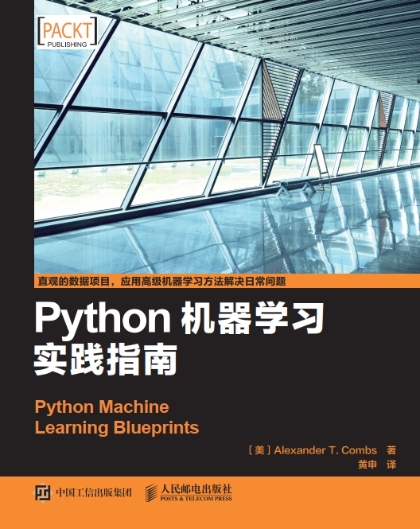 [PACKT]
PUBLISHING
直观的数据项目，应用高级机器学习方法解决日常问题
Python 机器学习
实践指南
Python Machine
Learning Blueprints
［美］Alexander T. Combs 著
黄申 译
中国工信出版集团
人民邮电出版社
POSTS & TELECOM PRESS